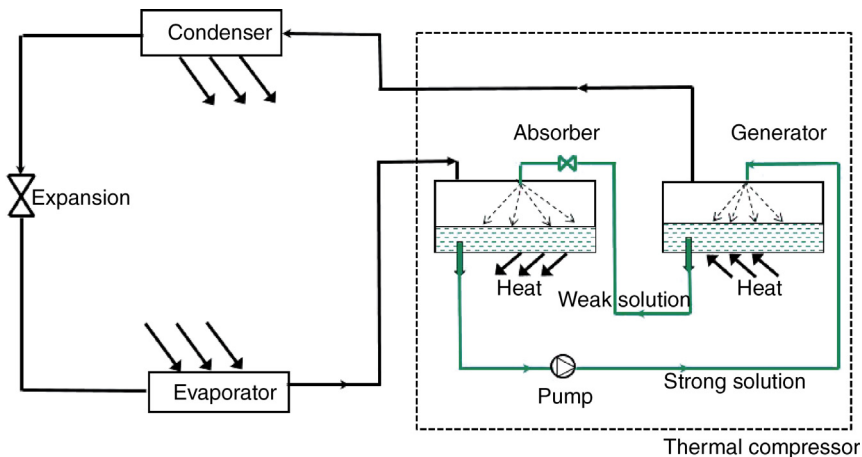 Condenser
Absorber
Generator
Expansion
Heat
Weak solution
Heat
Evaporator
Pump
Strong solution
Thermal compressor